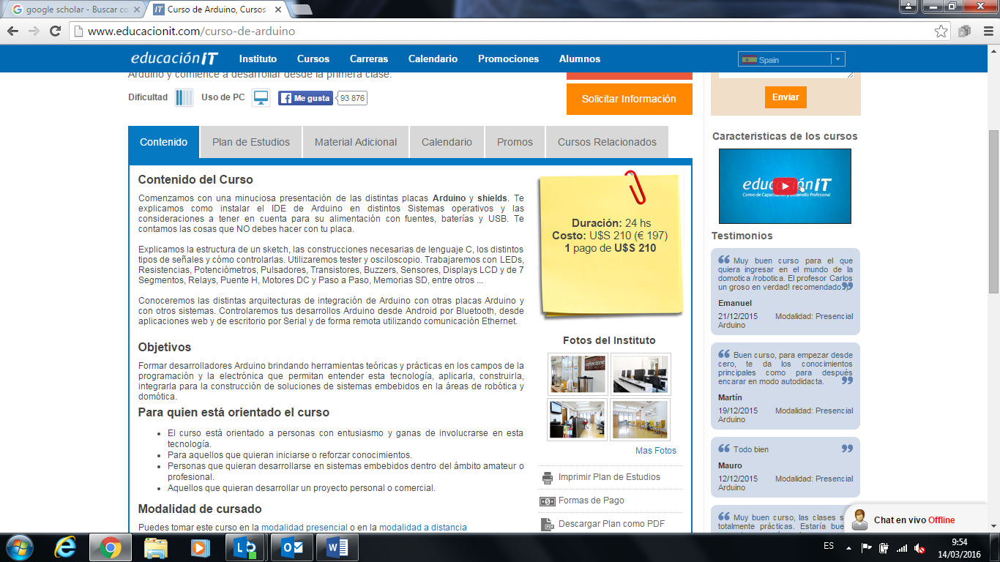 google scholar - Buscar co
Curso de Arduino, Cursos
www.educacionit.com/curso-de-arduino
educaciónIT
Instituto
Cursos
Carreras
Calendario
Promociones
Alumnos
Spain
Arduino y comience a desarrollar desde la primera clase.
Dificultad
Uso de PC
Me gusta
93 876
Solicitar Información
Enviar
Contenido
Plan de Estudios
Material Adicional
Calendario
Promos
Cursos Relacionados
Contenido del Curso
Comenzamos con una minuciosa presentación de las distintas placas Arduino y shields. Te
explicamos como instalar el IDE de Arduino en distintos Sistemas operativos y las
consideraciones a tener en cuenta para su alimentación con fuentes, baterías y USB. Te
contamos las cosas que NO debes hacer con tu placa.
Explicamos la estructura de un sketch, las construcciones necesarias de lenguaje C, los distintos
tipos de señales y cómo controlarlas. Utilizaremos tester y osciloscopio. Trabajaremos con LEDs,
Resistencias, Potenciómetros, Pulsadores, Transistores, Buzzers, Sensores, Displays LCD y de 7
Segmentos, Relays, Puente H, Motores DC y Paso a Paso, Memorias SD, entre otros ...
Conoceremos las distintas arquitecturas de integración de Arduino con otras placas Arduino y
con otros sistemas. Controlaremos tus desarrollos Arduino desde Android por Bluetooth, desde
aplicaciones web y de escritorio por Serial y de forma remota utilizando comunicación Ethernet.
Objetivos
Formar desarrolladores Arduino brindando herramientas teóricas y prácticas en los campos de la
programación y la electrónica que permitan entender esta tecnología, aplicarla, construirla,
integrarla para la construcción de soluciones de sistemas embebidos en la áreas de robótica y
domótica.
Para quien está orientado el curso
El curso está orientado a personas con entusiasmo y ganas de involucrarse en esta
tecnología.
Para aquellos que quieran iniciarse o reforzar conocimientos.
Personas que quieran desarrollarse en sistemas embebidos dentro del ámbito amateur o
profesional.
Aquellos que quieran desarrollar un proyecto personal o comercial.
Modalidad de cursado
Puedes tomar este curso en la modalidad presencial o en la modalidad a distancia
Duración: 24 hs
Costo: U$S 210 (€ 197)
1 pago de U$S 210
Fotos del Instituto
Mas Fotos
Imprimir Plan de Estudios
Formas de Pago
Descargar Plan como PDF
Caracteristicas de los cursos
educaciónIT
Centro de Capacitación y Desarrollo Profesional
Testimonios
Muy buen curso para el que
quiera ingresar en el mundo de la
domotica /robotica. El profesor Carlos
un groso en verdad! recomendado
Emanuel
21/12/2015 Modalidad: Presencial
Arduino
Buen curso, para empezar desde
cero, te da los conocimientos
principales como para después
encarar en modo autodidacta.
Martín
19/12/2015 Modalidad: Presencial
Arduino
Todo bien
Mauro
12/12/2015 Modalidad: Presencial
Arduino
Muy buen curso, las clases s
totalmente prácticas. Estaría bue
Chat en vivo Offline
ES
9:54
14/03/2016